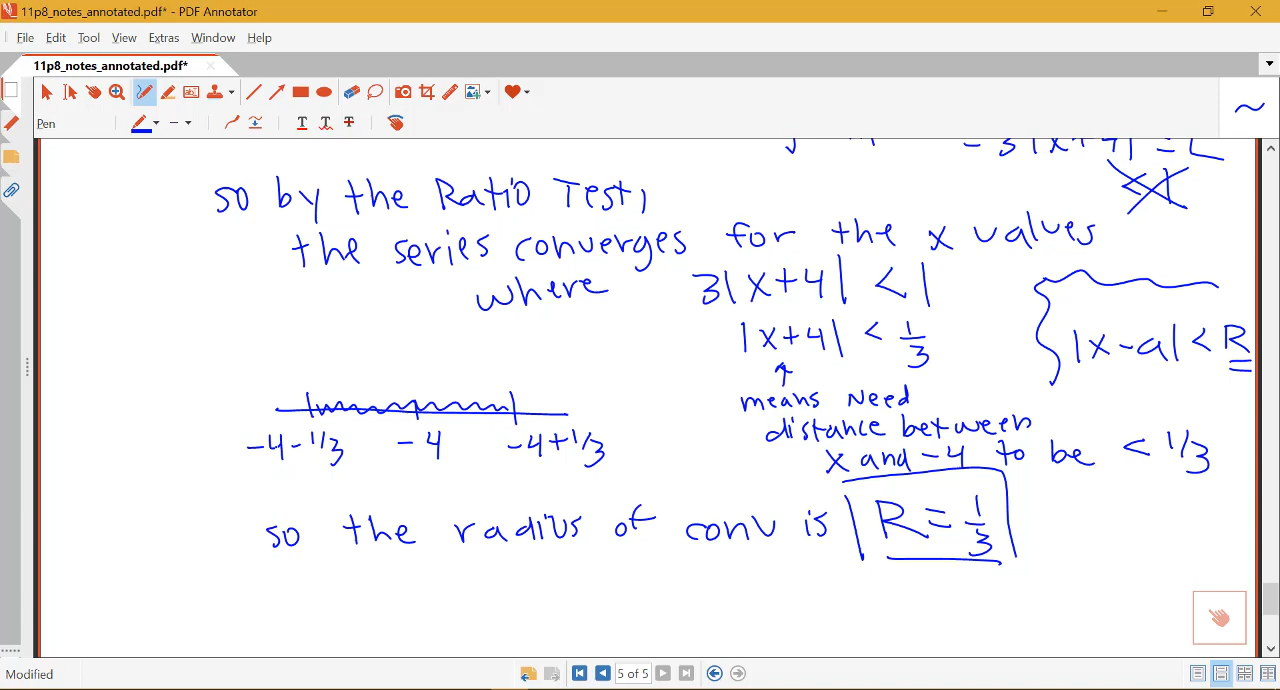 11p8_notes_annotated.pdf* - PDF Annotator
File Edit Tool View Extras Window Help
11p8_notes_annotated.pdf*
Pen
= 3|x+4| = L
<1
so by the Ratio Test,
the series converges for the x values
where 3|x+4| < 1
|x+4| < 1/3
|x-a| < R
means need
distance between
x and -4 to be < 1/3
-4-1/3 -4 -4+1/3
so the radius of conv is R = 1/3
Modified
5 of 5